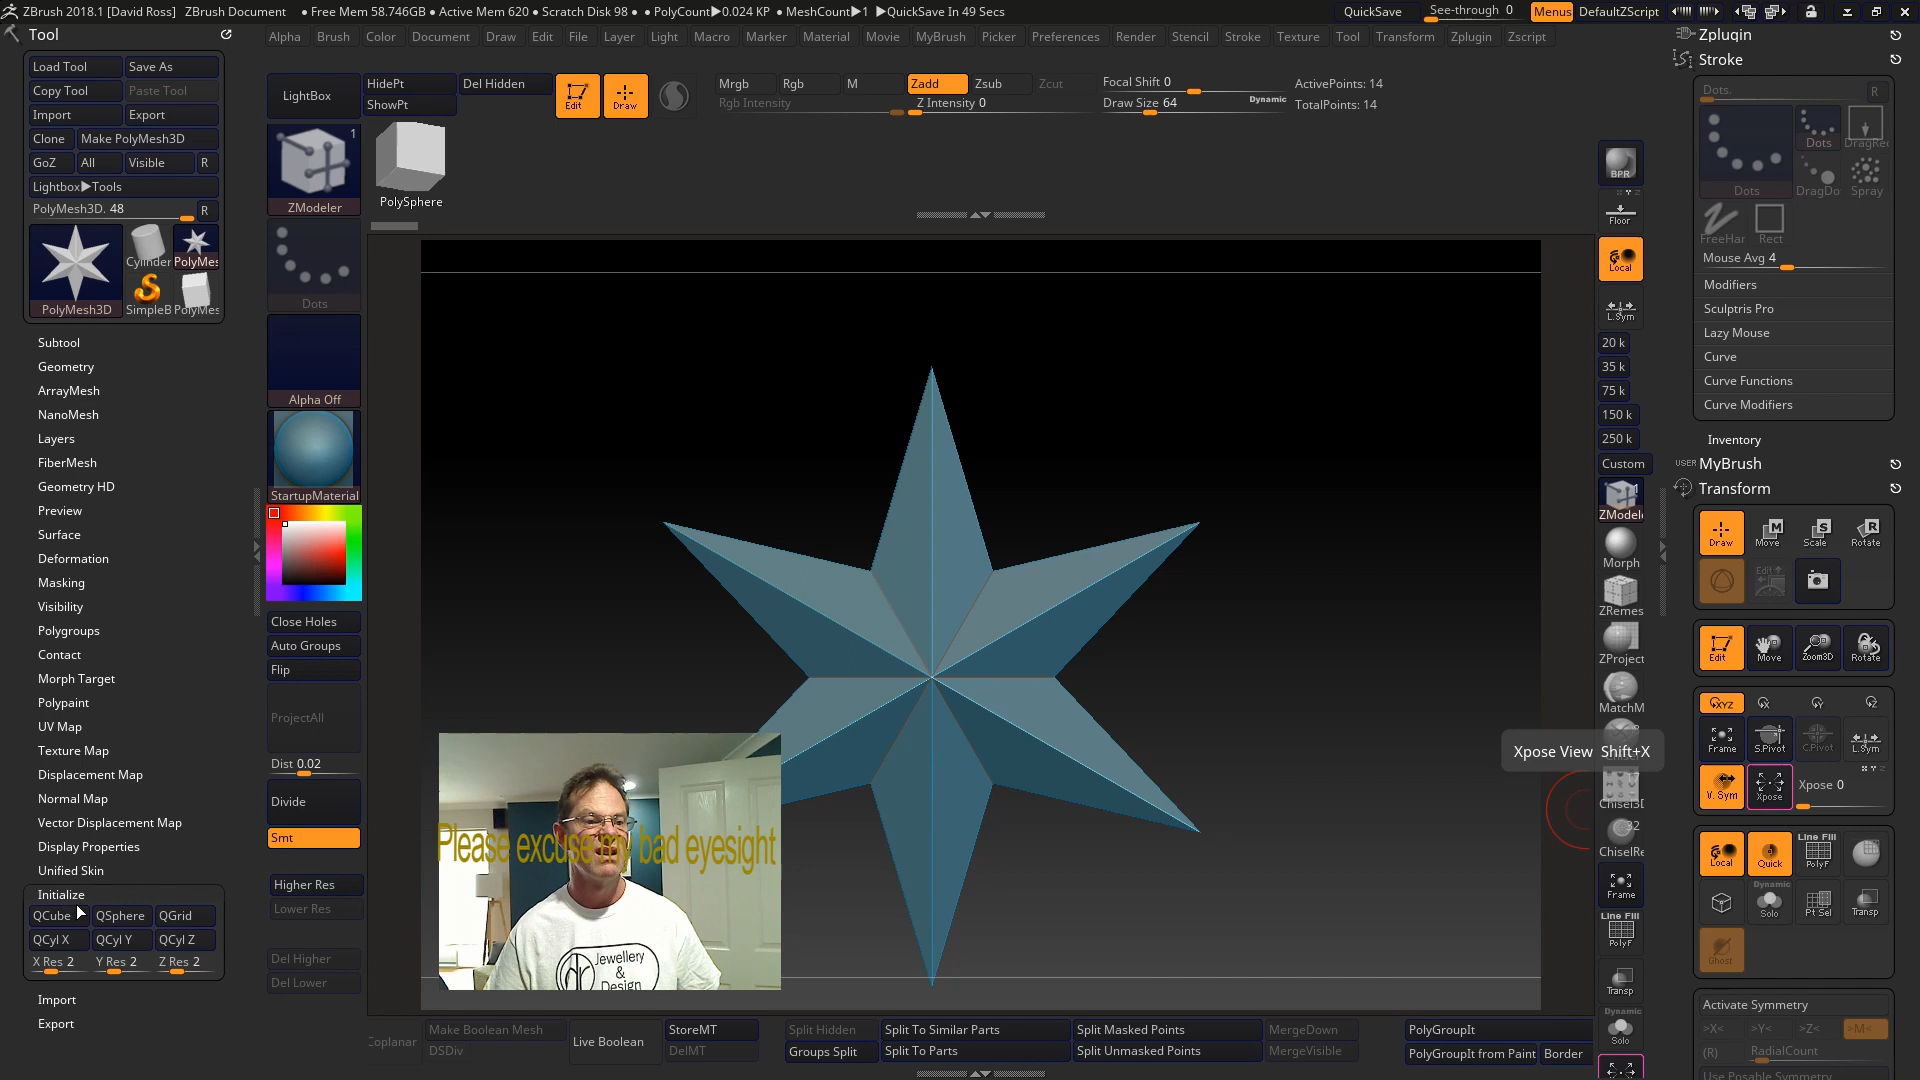 ZBrush 2018.1 [David Ross] ZBrush Document • Free Mem 58.746GB • Active Mem 620 • Scratch Disk 98 • • PolyCount▶0.024 KP • MeshCount▶1 ▶QuickSave In 49 Secs QuickSave See-through 0 Menus DefaultZScript
Alpha Brush Color Document Draw Edit File Layer Light Macro Marker Material Movie MyBrush Picker Preferences Render Stencil Stroke Texture Tool Transform Zplugin Zscript
Tool
Load Tool Save As
Copy Tool Paste Tool
Import Export
Clone Make PolyMesh3D
GoZ All Visible R
Lightbox▶Tools
PolyMesh3D. 48 R
Cylinder PolyMes
PolyMesh3D SimpleB PolyMes
Subtool
Geometry
ArrayMesh
NanoMesh
Layers
FiberMesh
Geometry HD
Preview
Surface
Deformation
Masking
Visibility
Polygroups
Contact
Morph Target
Polypaint
UV Map
Texture Map
Displacement Map
Normal Map
Vector Displacement Map
Display Properties
Unified Skin
Initialize
QCube QSphere QGrid
QCyl X QCyl Y QCyl Z
X Res 2 Y Res 2 Z Res 2
Import
Export
LightBox
HidePt Del Hidden
ShowPt
Edit Draw
Mrgb Rgb M Zadd Zsub Zcut
Rgb Intensity Z Intensity 0
Focal Shift 0
Draw Size 64 Dynamic
ActivePoints: 14
TotalPoints: 14
1
ZModeler
PolySphere
Dots
Alpha Off
StartupMaterial
Close Holes
Auto Groups
Flip
ProjectAll
Dist 0.02
Divide
Smt
Higher Res
Lower Res
Del Higher
Del Lower
Please excuse my bad eyesight
Jewellery
&
Design
Xpose View Shift+X
Coplanar
Make Boolean Mesh
DSDiv
Live Boolean
StoreMT
DelMT
Split Hidden
Groups Split
Split To Similar Parts
Split To Parts
Split Masked Points
Split Unmasked Points
MergeDown
MergeVisible
PolyGroupIt
PolyGroupIt from Paint Border
BPR
Floor
Local
L.Sym
20 k
35 k
75 k
150 k
250 k
Custom
1
ZModele
Morph
ZRemes
ZProject
MatchM
Chisel3D
32
ChiselRe
Frame
Line Fill
PolyF
Transp
Dynamic
Solo
Zplugin
Stroke
Dots. R
Dots Dots DragRec
DragDo Spray
FreeHan Rect
Mouse Avg 4
Modifiers
Sculptris Pro
Lazy Mouse
Curve
Curve Functions
Curve Modifiers
Inventory
USER MyBrush
Transform
Draw Move Scale Rotate
Edit
Edit Move Zoom3D Rotate
XYZ X Y Z
Frame S.Pivot C.Pivot L.Sym
V. Sym Xpose Xpose 0
Local Quick Line Fill PolyF
Dynamic Solo Pt Sel Transp
Ghost
Activate Symmetry
>X< >Y< >Z< >M<
(R) RadialCount
Use Posable Symmetry